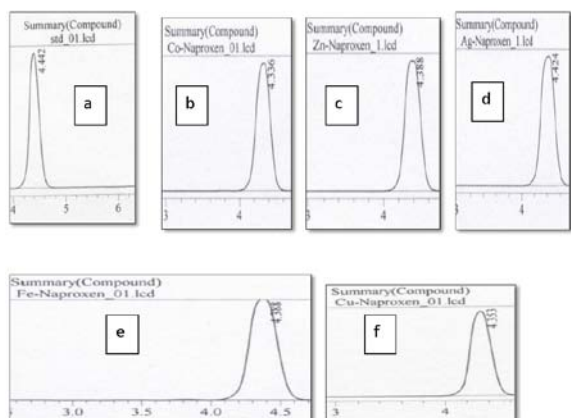 Summary(Compound)
std_01.lcd
4.442
a
4 5 6
Summary(Compound)
Co-Naproxen_01.lcd
4.336
b
3 4
Summary(Compound)
Zn-Naproxen_1.lcd
4.388
c
3 4
Summary(Compound)
Ag-Naproxen_1.lcd
4.424
d
3 4
Summary(Compound)
Fe-Naproxen_01.lcd
4.388
e
2.5 3.0 3.5 4.0 4.5
Summary(Compound)
Cu-Naproxen_01.lcd
4.353
f
3 4